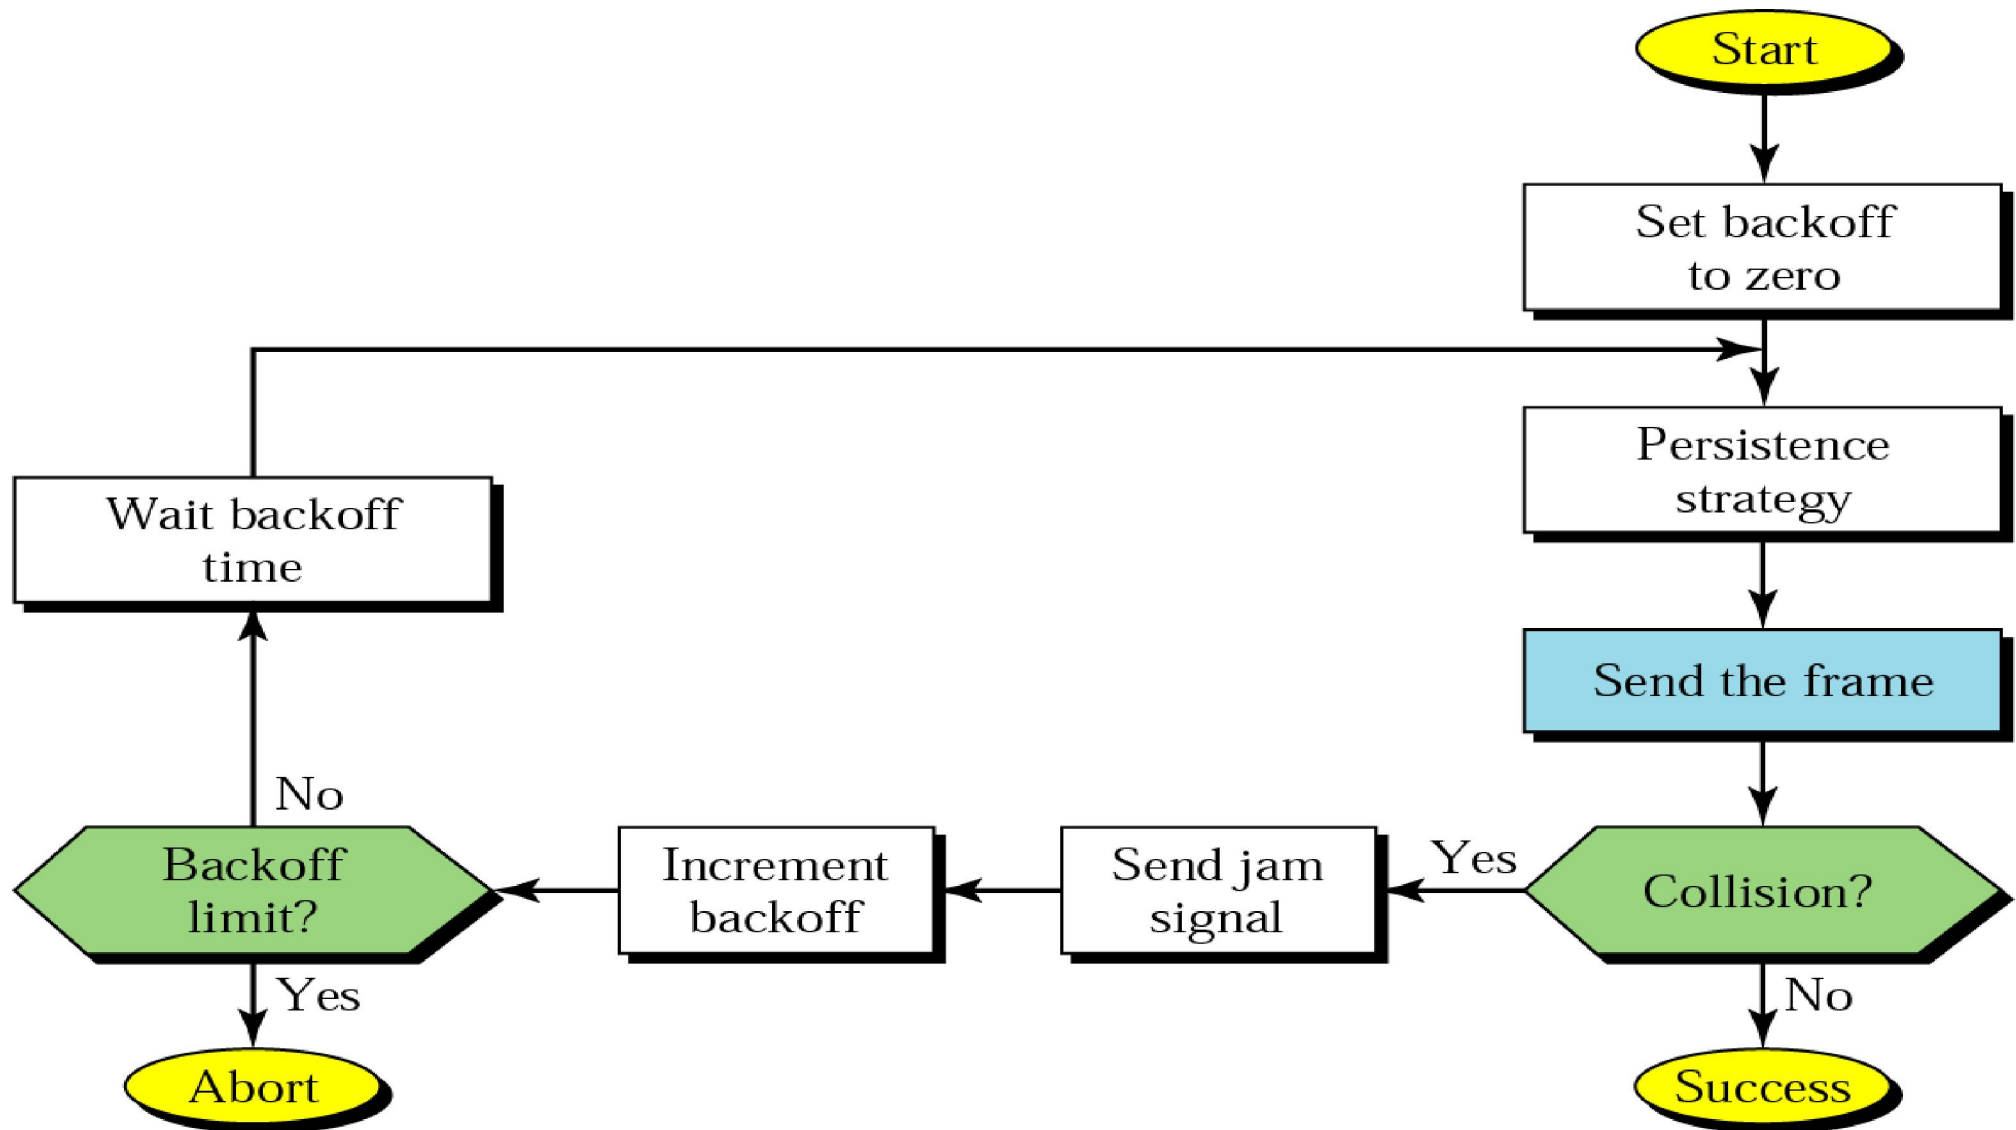 Start
Set backoff
to zero
Persistence
strategy
Wait backoff
time
Send the frame
No
Backoff
limit?
Increment
backoff
Send jam
signal
Yes
Collision?
Yes
No
Abort
Success